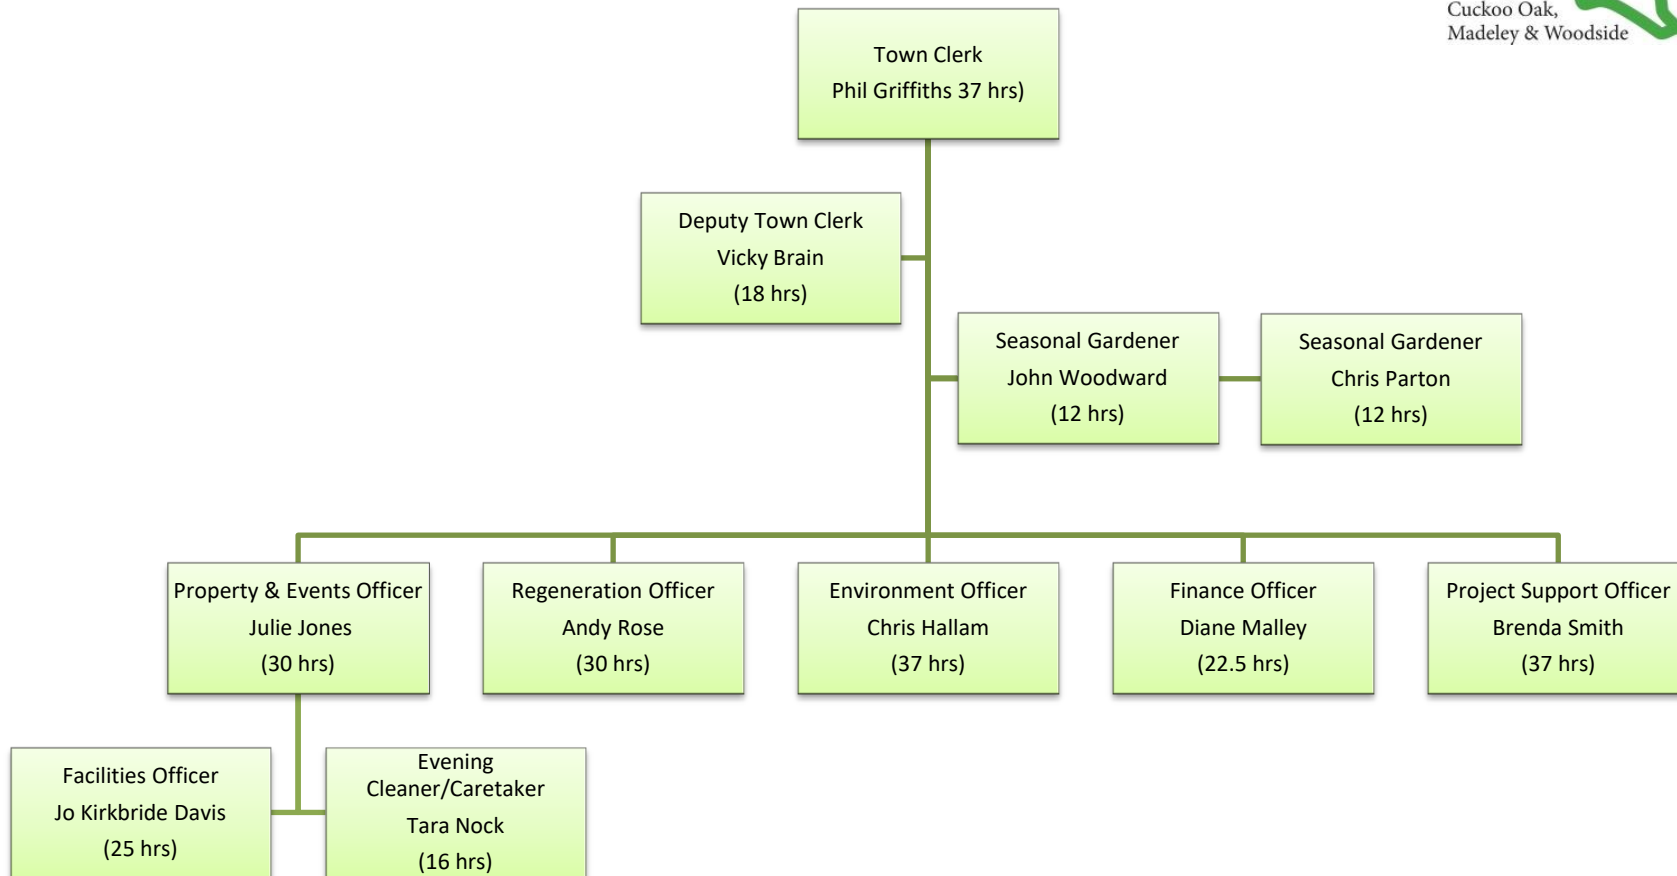 Cuckoo Oak,
Madeley & Woodside
Town Clerk
Phil Griffiths 37 hrs)
Deputy Town Clerk
Vicky Brain
(18 hrs)
Seasonal Gardener
John Woodward
(12 hrs)
Seasonal Gardener
Chris Parton
(12 hrs)
Property & Events Officer
Julie Jones
(30 hrs)
Regeneration Officer
Andy Rose
(30 hrs)
Environment Officer
Chris Hallam
(37 hrs)
Finance Officer
Diane Malley
(22.5 hrs)
Project Support Officer
Brenda Smith
(37 hrs)
Facilities Officer
Jo Kirkbride Davis
(25 hrs)
Evening
Cleaner/Caretaker
Tara Nock
(16 hrs)